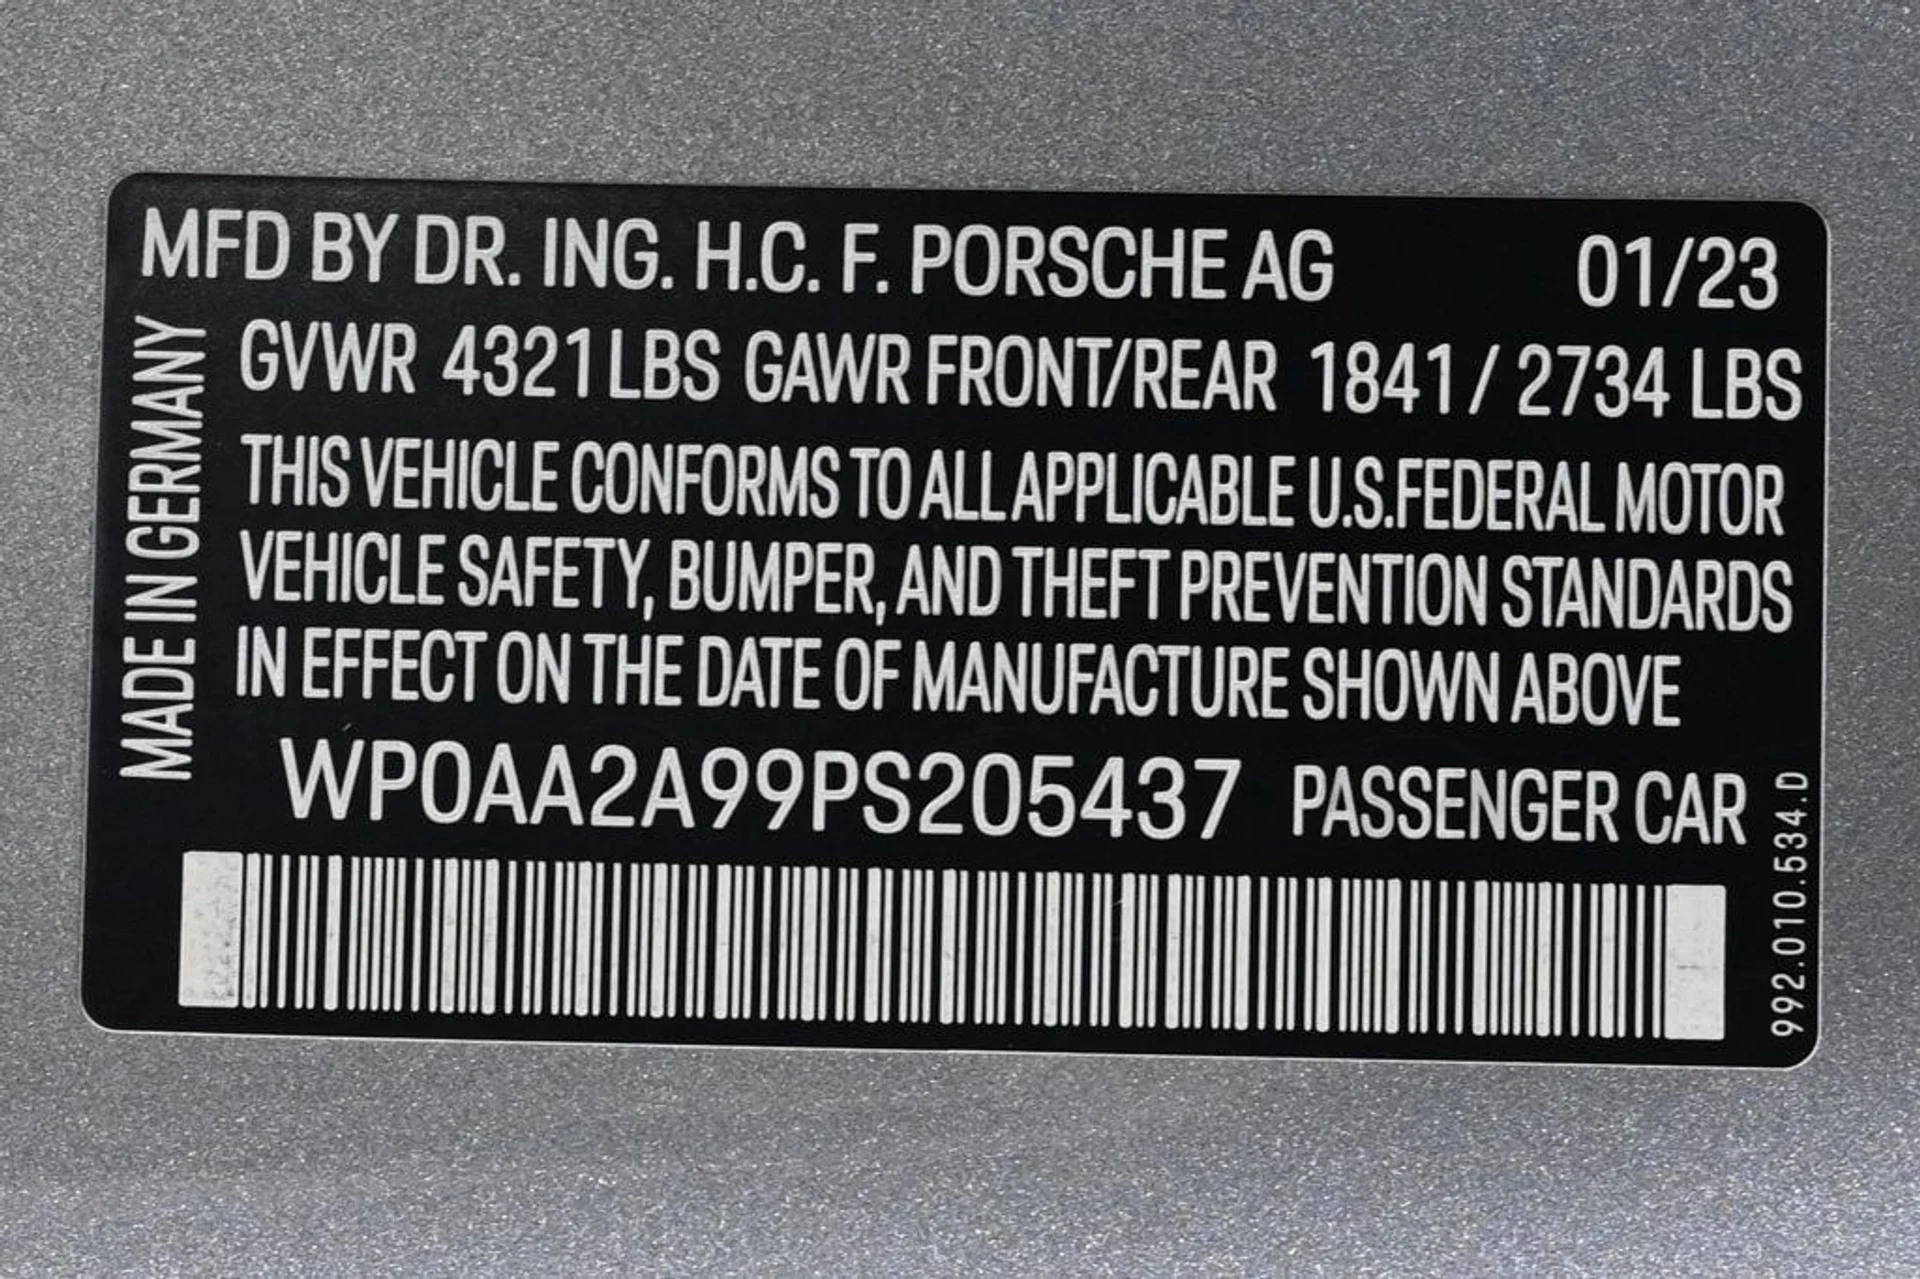 MFD BY DR. ING. H.C. F. PORSCHE AG 01/23
GVWR 4321 LBS GAWR FRONT/REAR 1841 / 2734 LBS
THIS VEHICLE CONFORMS TO ALL APPLICABLE U.S.FEDERAL MOTOR
VEHICLE SAFETY, BUMPER, AND THEFT PREVENTION STANDARDS
IN EFFECT ON THE DATE OF MANUFACTURE SHOWN ABOVE
WP0AA2A99PS205437 PASSENGER CAR
MADE IN GERMANY
992.010.534.D